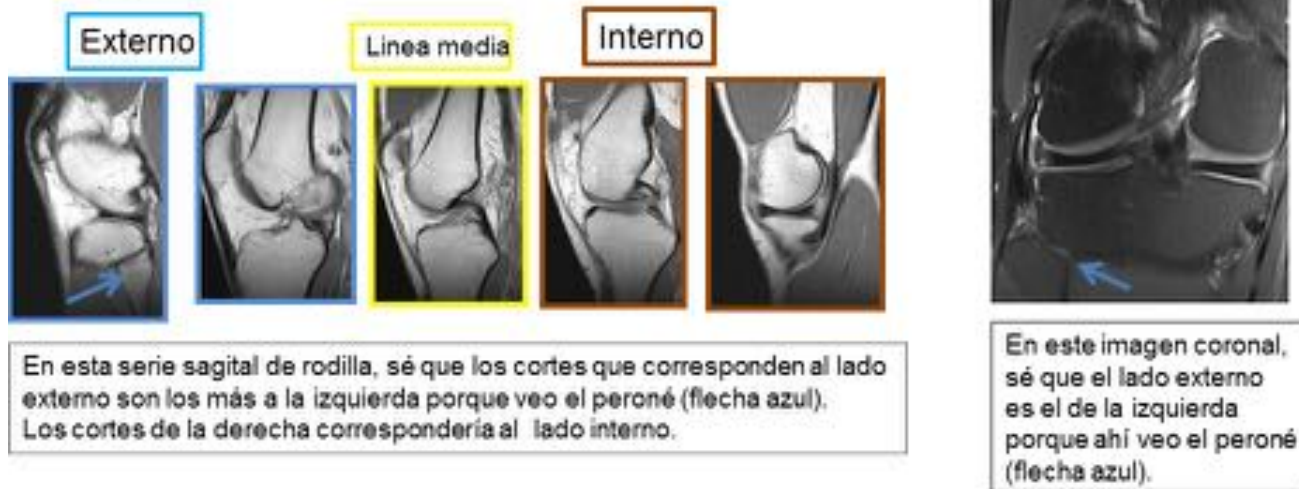 Externo
Linea media
Interno
En esta serie sagital de rodilla, sé que los cortes que corresponden al lado
externo son los más a la izquierda porque veo el peroné (flecha azul).
Los cortes de la derecha correspondería al lado interno.
En este imagen coronal,
sé que el lado externo
es el de la izquierda
porque ahí veo el peroné
(flecha azul).